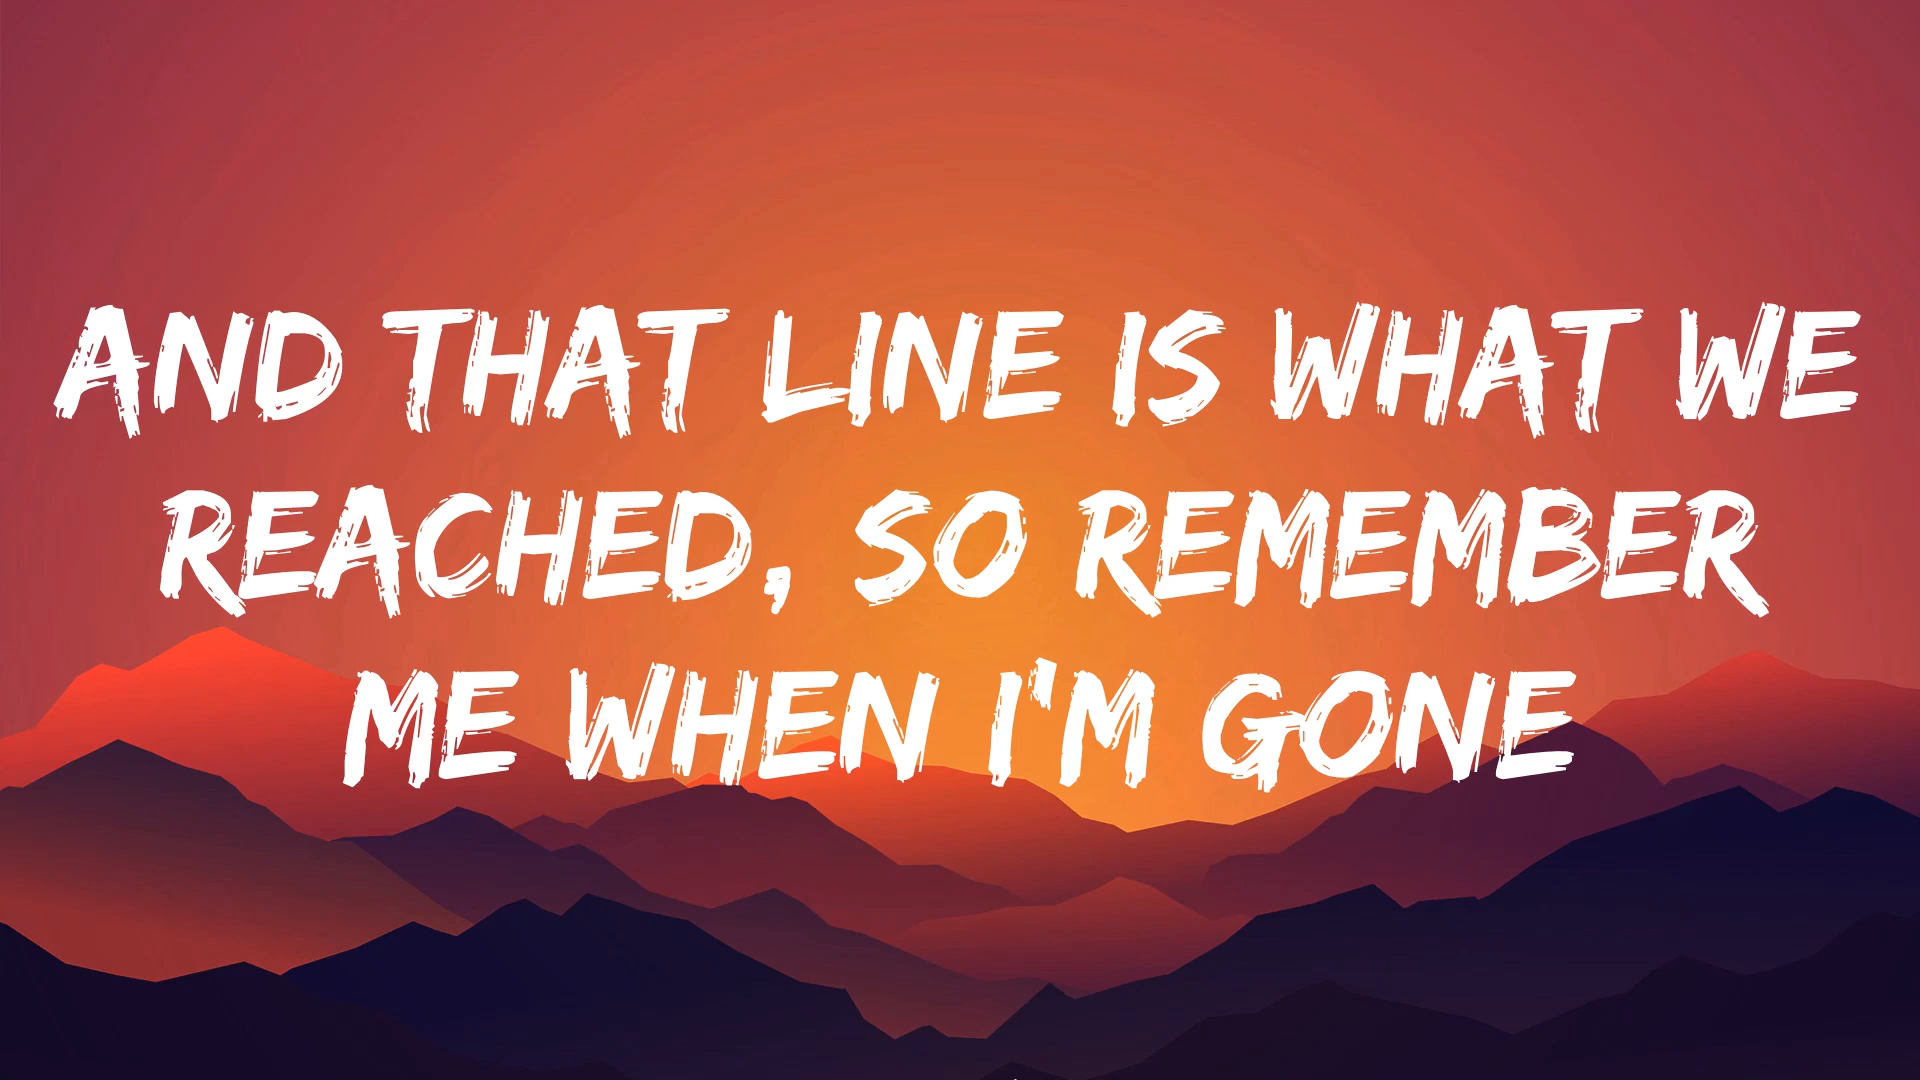 AND THAT LINE IS WHAT WE
REACHED, SO REMEMBER
ME WHEN I'M GONE